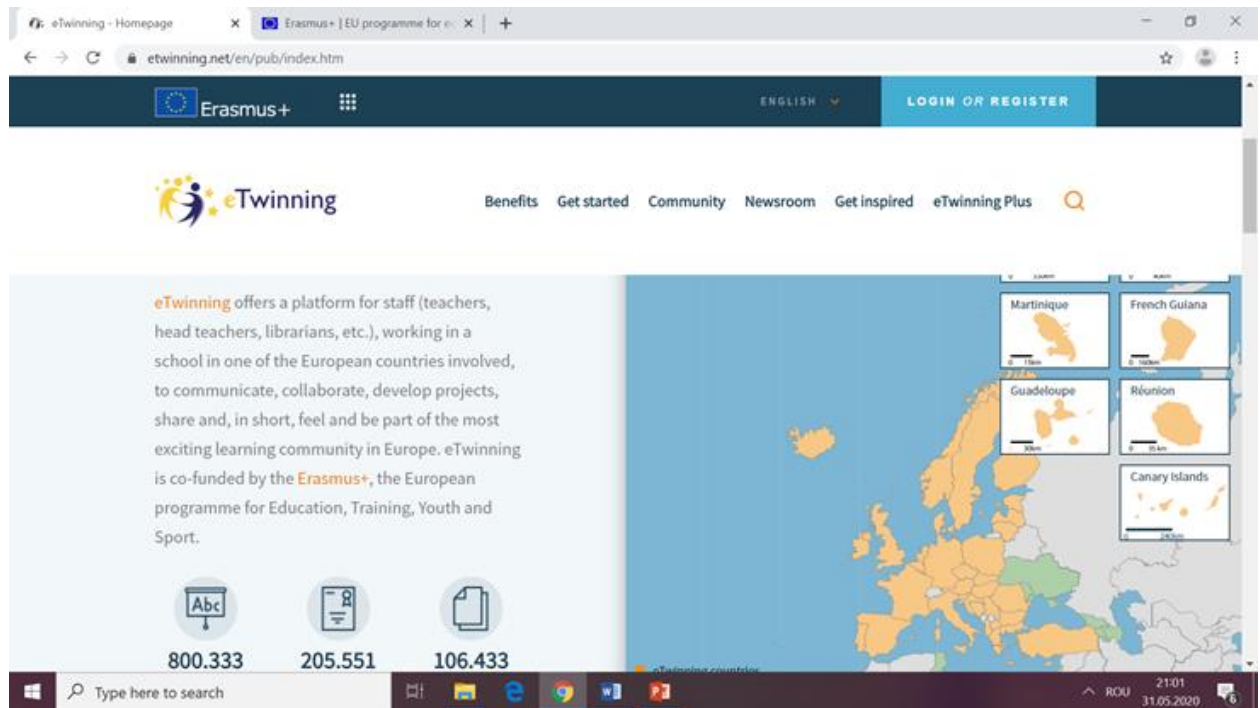 eTwinning - Homepage
Erasmus+ | EU programme for e
etwinning.net/en/pub/index.htm
Erasmus+
ENGLISH
LOGIN OR REGISTER
eTwinning
Benefits Get started Community Newsroom Get inspired eTwinning Plus
eTwinning offers a platform for staff (teachers,
head teachers, librarians, etc.), working in a
school in one of the European countries involved,
to communicate, collaborate, develop projects,
share and, in short, feel and be part of the most
exciting learning community in Europe. eTwinning
is co-funded by the Erasmus+, the European
programme for Education, Training, Youth and
Sport.
Abc
800.333 205.551 106.433
Martinique
French Guiana
Guadeloupe
Réunion
Canary Islands
eTwinning countries
Type here to search
ROU
21:01
31.05.2020